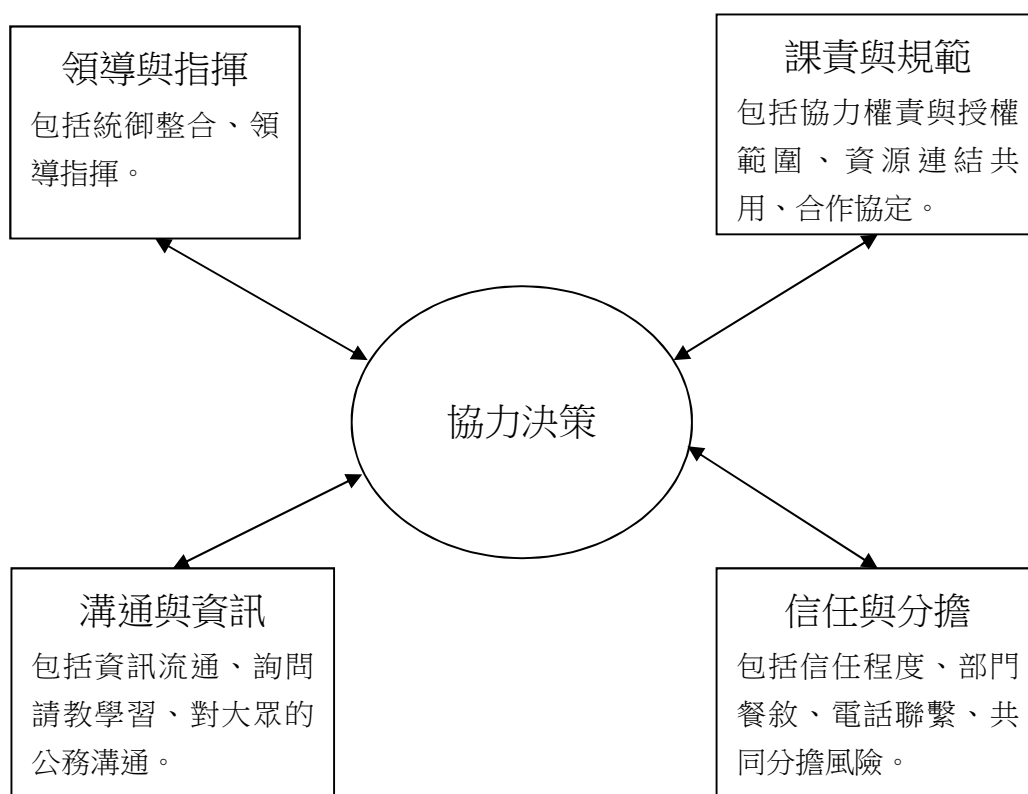 領導與指揮
包括統御整合、領
導指揮。
課責與規範
包括協力權責與授權
範圍、資源連結共
用、合作協定。
協力決策
溝通與資訊
包括資訊流通、詢問
請教學習、對大眾的
公務溝通。
信任與分擔
包括信任程度、部門
餐敘、電話聯繫、共
同分擔風險。